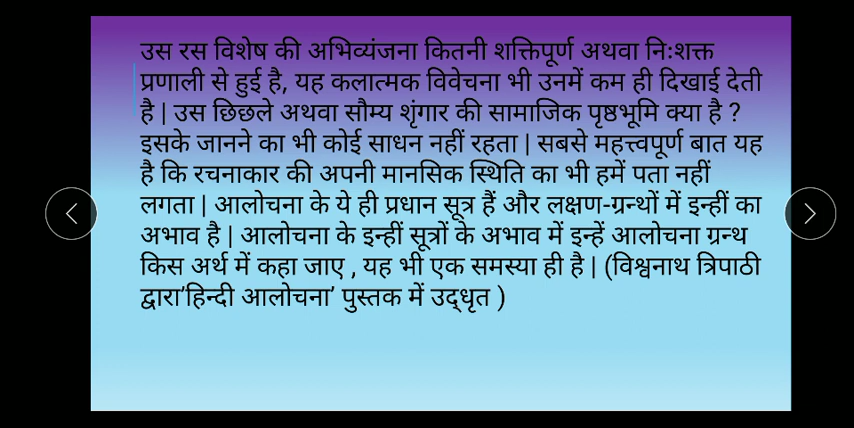 उस रस विशेष की अभिव्यंजना कितनी शक्तिपूर्ण अथवा निःशक्त
प्रणाली से हुई है, यह कलात्मक विवेचना भी उनमें कम ही दिखाई देती
है | उस छिछले अथवा सौम्य शृंगार की सामाजिक पृष्ठभूमि क्या है ?
इसके जानने का भी कोई साधन नहीं रहता | सबसे महत्त्वपूर्ण बात यह
है कि रचनाकार की अपनी मानसिक स्थिति का भी हमें पता नहीं
लगता | आलोचना के ये ही प्रधान सूत्र हैं और लक्षण-ग्रन्थों में इन्हीं का
अभाव है | आलोचना के इन्हीं सूत्रों के अभाव में इन्हें आलोचना ग्रन्थ
किस अर्थ में कहा जाए , यह भी एक समस्या ही है | (विश्वनाथ त्रिपाठी
द्वारा’हिन्दी आलोचना’ पुस्तक में उद्धृत )